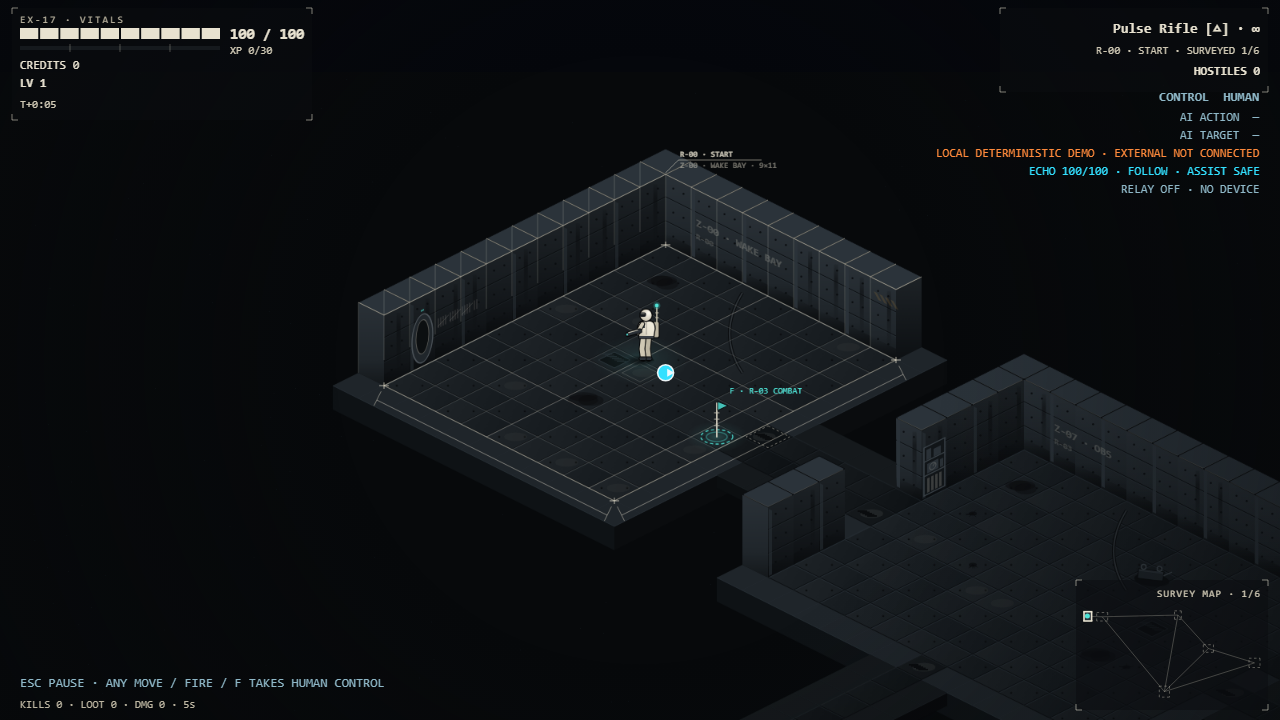 EX-17 · VITALS
100 / 100
XP 0/30
CREDITS 0
LV 1
T+0:05
Pulse Rifle [▲] · ∞
R-00 · START · SURVEYED 1/6
HOSTILES 0
CONTROL HUMAN
AI ACTION —
AI TARGET —
LOCAL DETERMINISTIC DEMO · EXTERNAL NOT CONNECTED
ECHO 100/100 · FOLLOW · ASSIST SAFE
RELAY OFF · NO DEVICE
R-00 · START
Z-00 · WAKE BAY · 9×11
Z-00 · WAKE BAY
R-00
F · R-03 COMBAT
Z-07 · OBS
R-03
SURVEY MAP · 1/6
ESC PAUSE · ANY MOVE / FIRE / F TAKES HUMAN CONTROL
KILLS 0 · LOOT 0 · DMG 0 · 5s